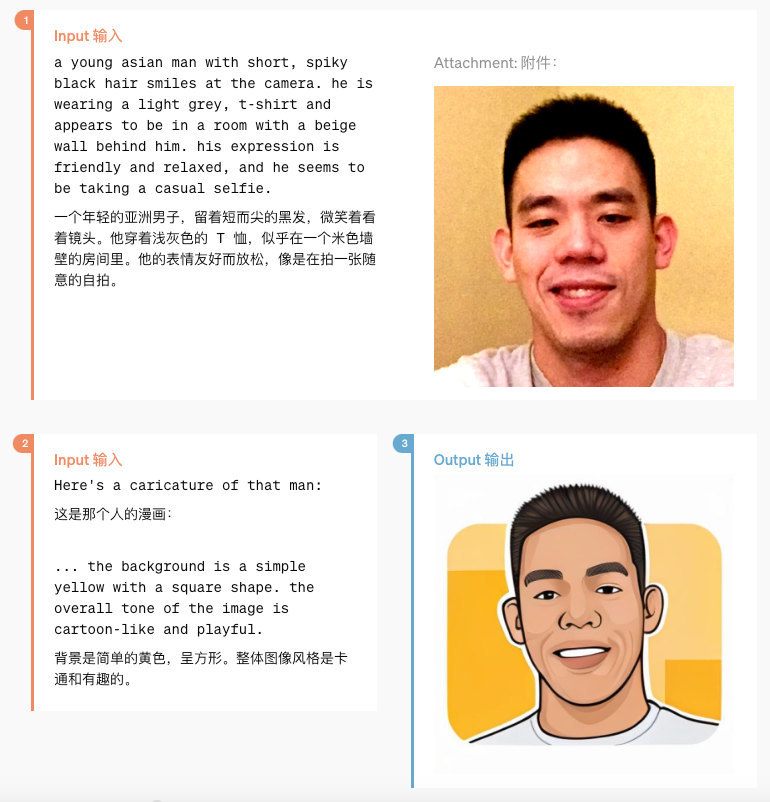 1
Input 输入
a young asian man with short, spiky
black hair smiles at the camera. he is
wearing a light grey, t-shirt and
appears to be in a room with a beige
wall behind him. his expression is
friendly and relaxed, and he seems to
be taking a casual selfie.
一个年轻的亚洲男子，留着短而尖的黑发，微笑着看
着镜头。他穿着浅灰色的 T 恤，似乎在一个米色墙
壁的房间里。他的表情友好而放松，像是在拍一张随
意的自拍。
Attachment: 附件：
2
Input 输入
Here's a caricature of that man:
这是那个人的漫画：
... the background is a simple
yellow with a square shape. the
overall tone of the image is
cartoon-like and playful.
背景是简单的黄色，呈方形。整体图像风格是卡
通和有趣的。
3
Output 输出